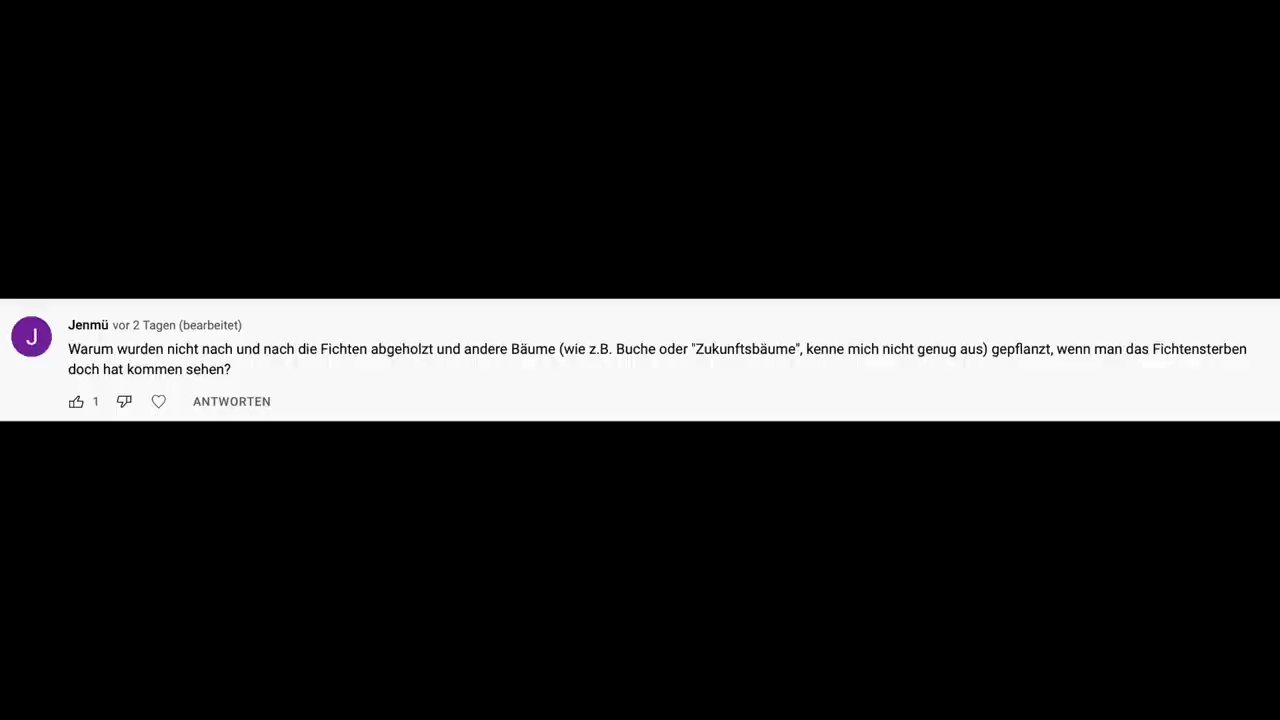 J
Jenmü vor 2 Tagen (bearbeitet)
Warum wurden nicht nach und nach die Fichten abgeholzt und andere Bäume (wie z.B. Buche oder "Zukunftsbäume", kenne mich nicht genug aus) gepflanzt, wenn man das Fichtensterben
doch hat kommen sehen?
1 ANTWORTEN